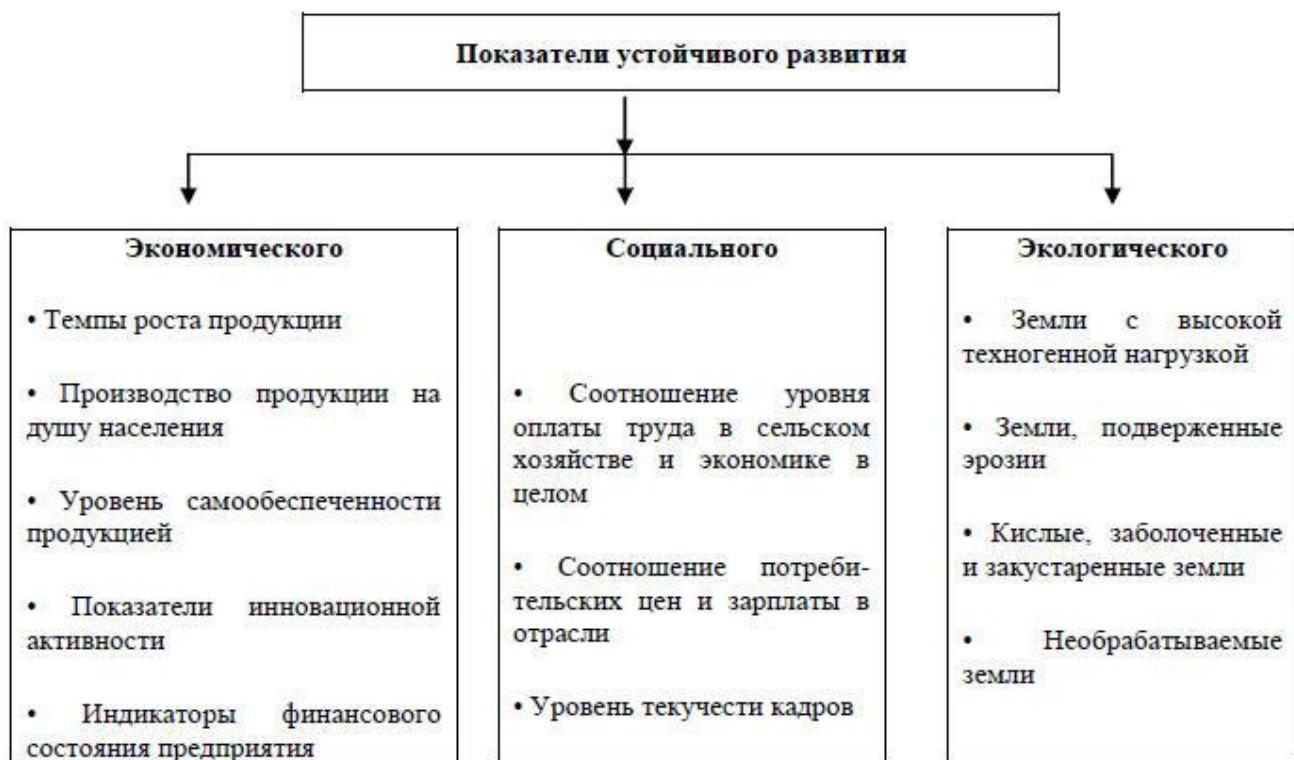 Показатели устойчивого развития
Экономического
• Темпы роста продукции
• Производство продукции на
душу населения
• Уровень самообеспеченности
продукцией
• Показатели инновационной
активности
• Индикаторы финансового
состояния предприятия
Социального
• Соотношение уровня
оплаты труда в сельском
хозяйстве и экономике в
целом
• Соотношение потреби-
тельских цен и зарплаты в
отрасли
• Уровень текучести кадров
Экологического
• Земли с высокой
техногенной нагрузкой
• Земли, подверженные
эрозии
• Кислые, заболоченные
и закустаренные земли
• Необрабатываемые
земли